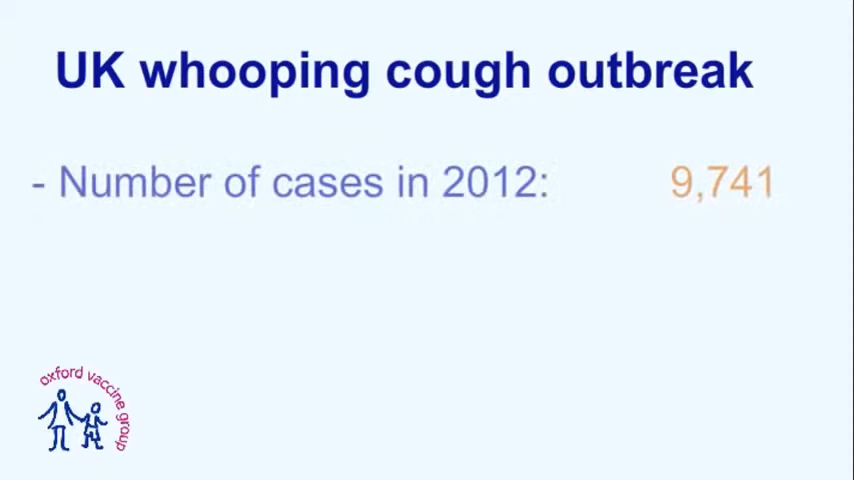 UK whooping cough outbreak
- Number of cases in 2012: 9,741
oxford vaccine group